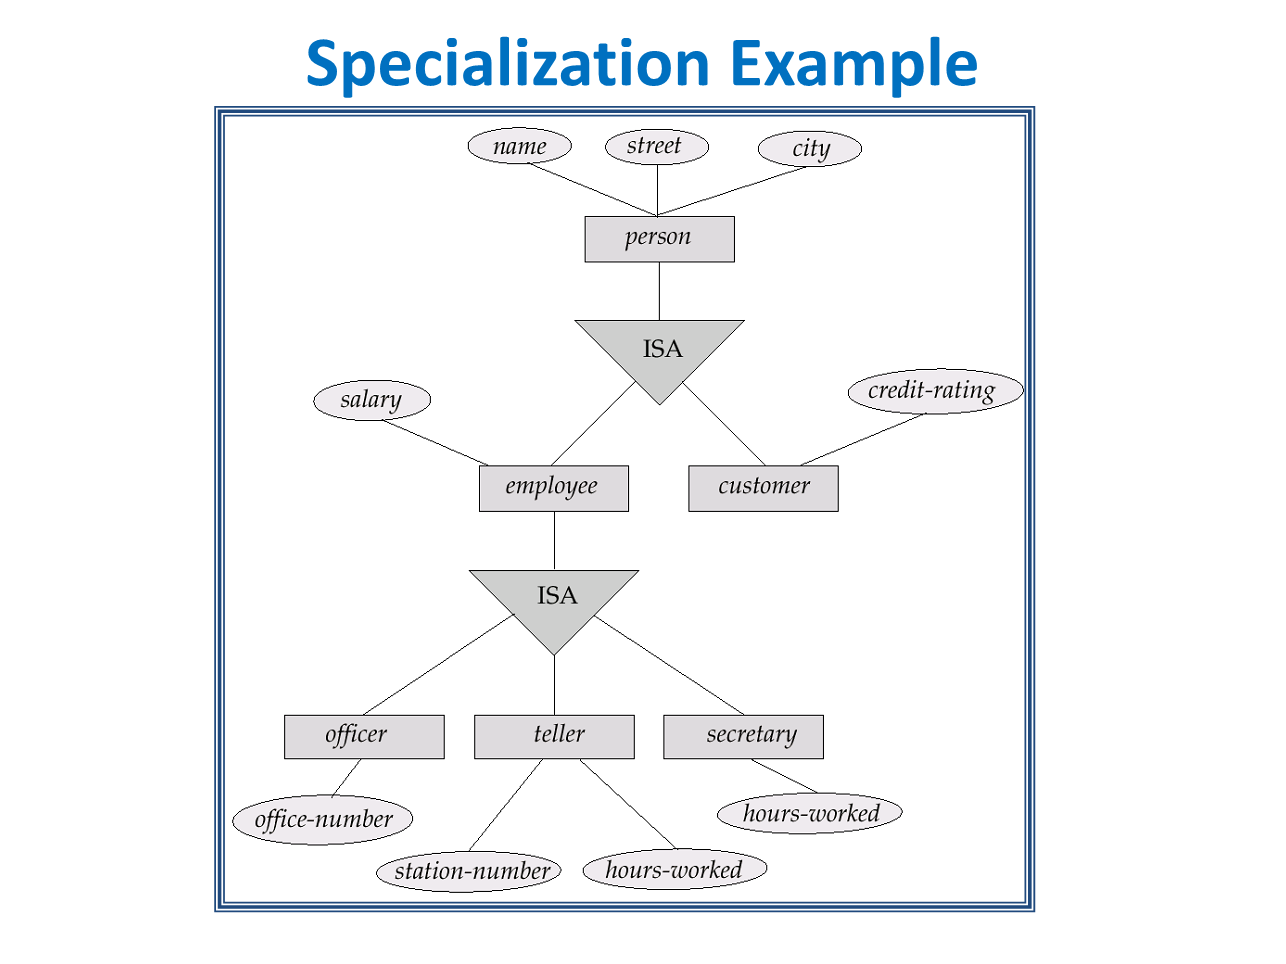 Specialization Example
name
street
city
person
ISA
salary
credit-rating
employee
customer
ISA
officer
teller
secretary
office-number
hours-worked
station-number
hours-worked